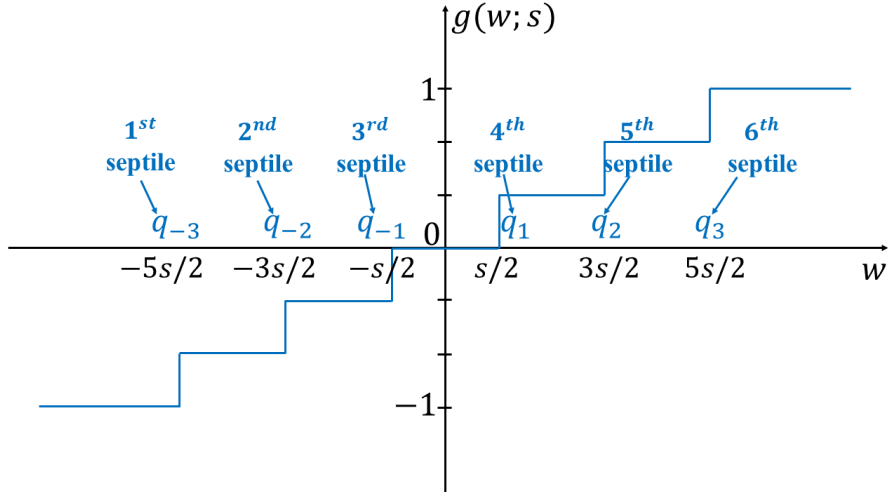 g(w; s)
1
1st 2nd 3rd 4th 5th 6th
septile septile septile septile septile septile
q−3 q−2 q−1 0 q1 q2 q3
−5s/2 −3s/2 −s/2 s/2 3s/2 5s/2 w
−1